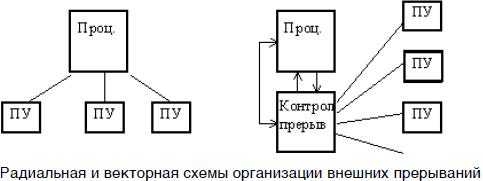 Проц.
ПУ
ПУ
ПУ
Проц.
Контрол
прерыв
ПУ
ПУ
ПУ
Радиальная и векторная схемы организации внешних прерываний